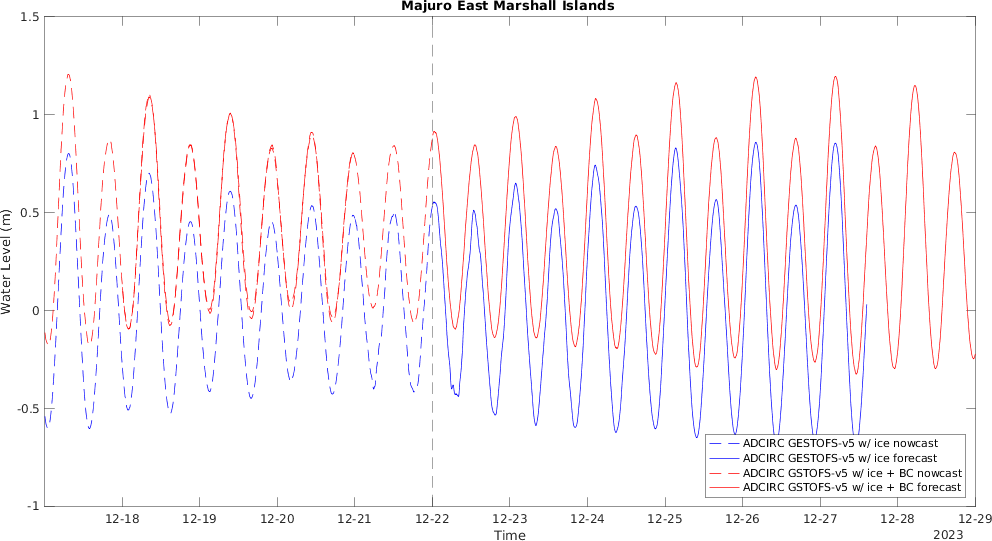 Majuro East Marshall Islands
1.5
1
0.5
0
-0.5
-1
Water Level (m)
ADCIRC GESTOFS-v5 w/ ice nowcast
ADCIRC GESTOFS-v5 w/ ice forecast
ADCIRC GSTOFS-v5 w/ ice + BC nowcast
ADCIRC GSTOFS-v5 w/ ice + BC forecast
12-18 12-19 12-20 12-21 12-22 12-23 12-24 12-25 12-26 12-27 12-28 12-29
Time
2023